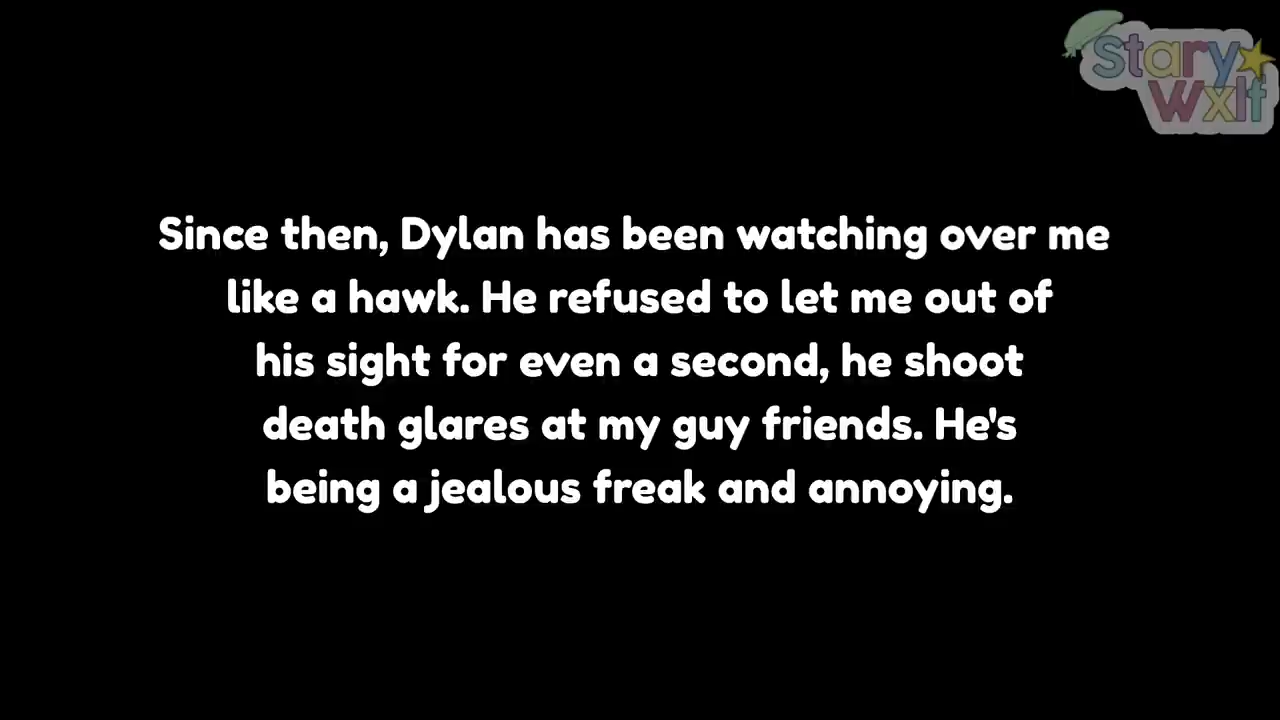 Stary
Wxlf
Since then, Dylan has been watching over me
like a hawk. He refused to let me out of
his sight for even a second, he shoot
death glares at my guy friends. He's
being a jealous freak and annoying.